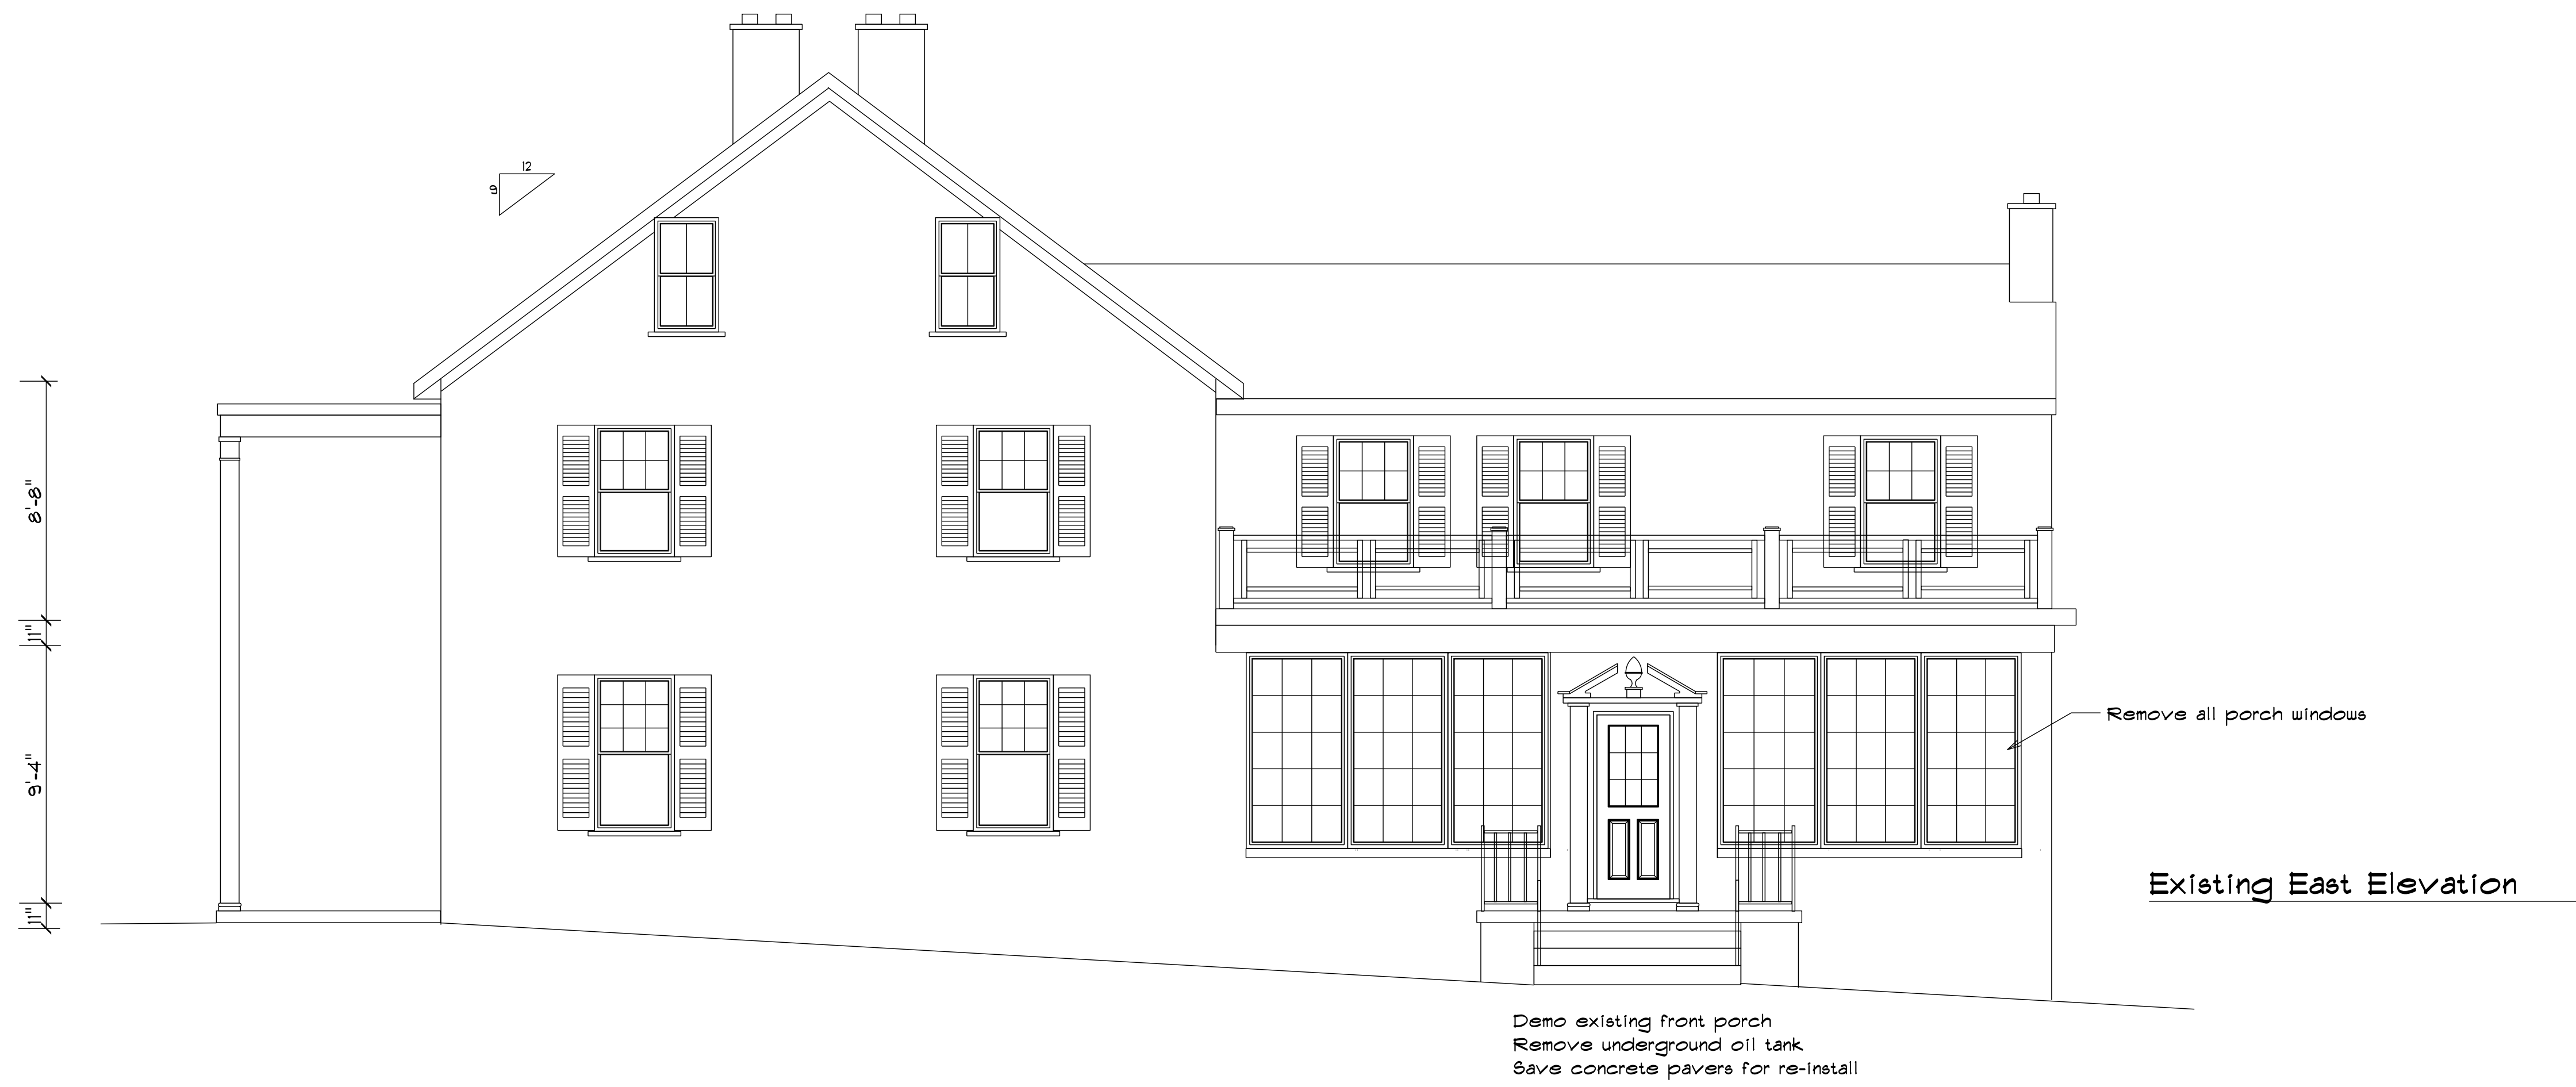 12
9
8'-8"
11"
9'-4"
11"
Remove all porch windows
Existing East Elevation
Demo existing front porch
Remove underground oil tank
Save concrete pavers for re-install